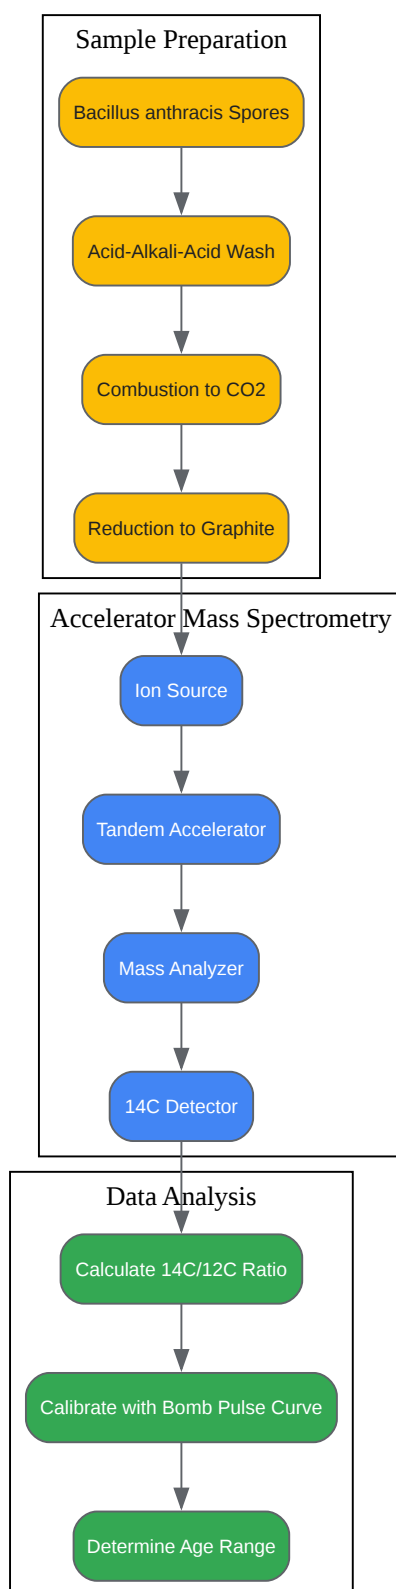 Sample Preparation
Bacillus anthracis Spores
Acid-Alkali-Acid Wash
Combustion to CO2
Reduction to Graphite
Accelerator Mass Spectrometry
Ion Source
Tandem Accelerator
Mass Analyzer
14C Detector
Data Analysis
Calculate 14C/12C Ratio
Calibrate with Bomb Pulse Curve
Determine Age Range